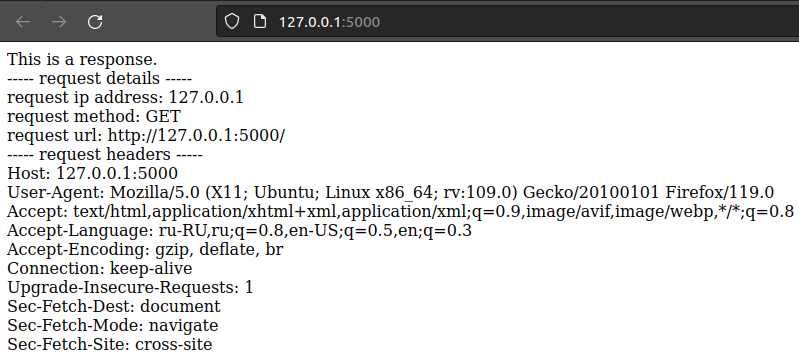 127.0.0.1:5000
This is a response.
----- request details -----
request ip address: 127.0.0.1
request method: GET
request url: http://127.0.0.1:5000/
----- request headers -----
Host: 127.0.0.1:5000
User-Agent: Mozilla/5.0 (X11; Ubuntu; Linux x86_64; rv:109.0) Gecko/20100101 Firefox/119.0
Accept: text/html,application/xhtml+xml,application/xml;q=0.9,image/avif,image/webp,*/*;q=0.8
Accept-Language: ru-RU,ru;q=0.8,en-US;q=0.5,en;q=0.3
Accept-Encoding: gzip, deflate, br
Connection: keep-alive
Upgrade-Insecure-Requests: 1
Sec-Fetch-Dest: document
Sec-Fetch-Mode: navigate
Sec-Fetch-Site: cross-site